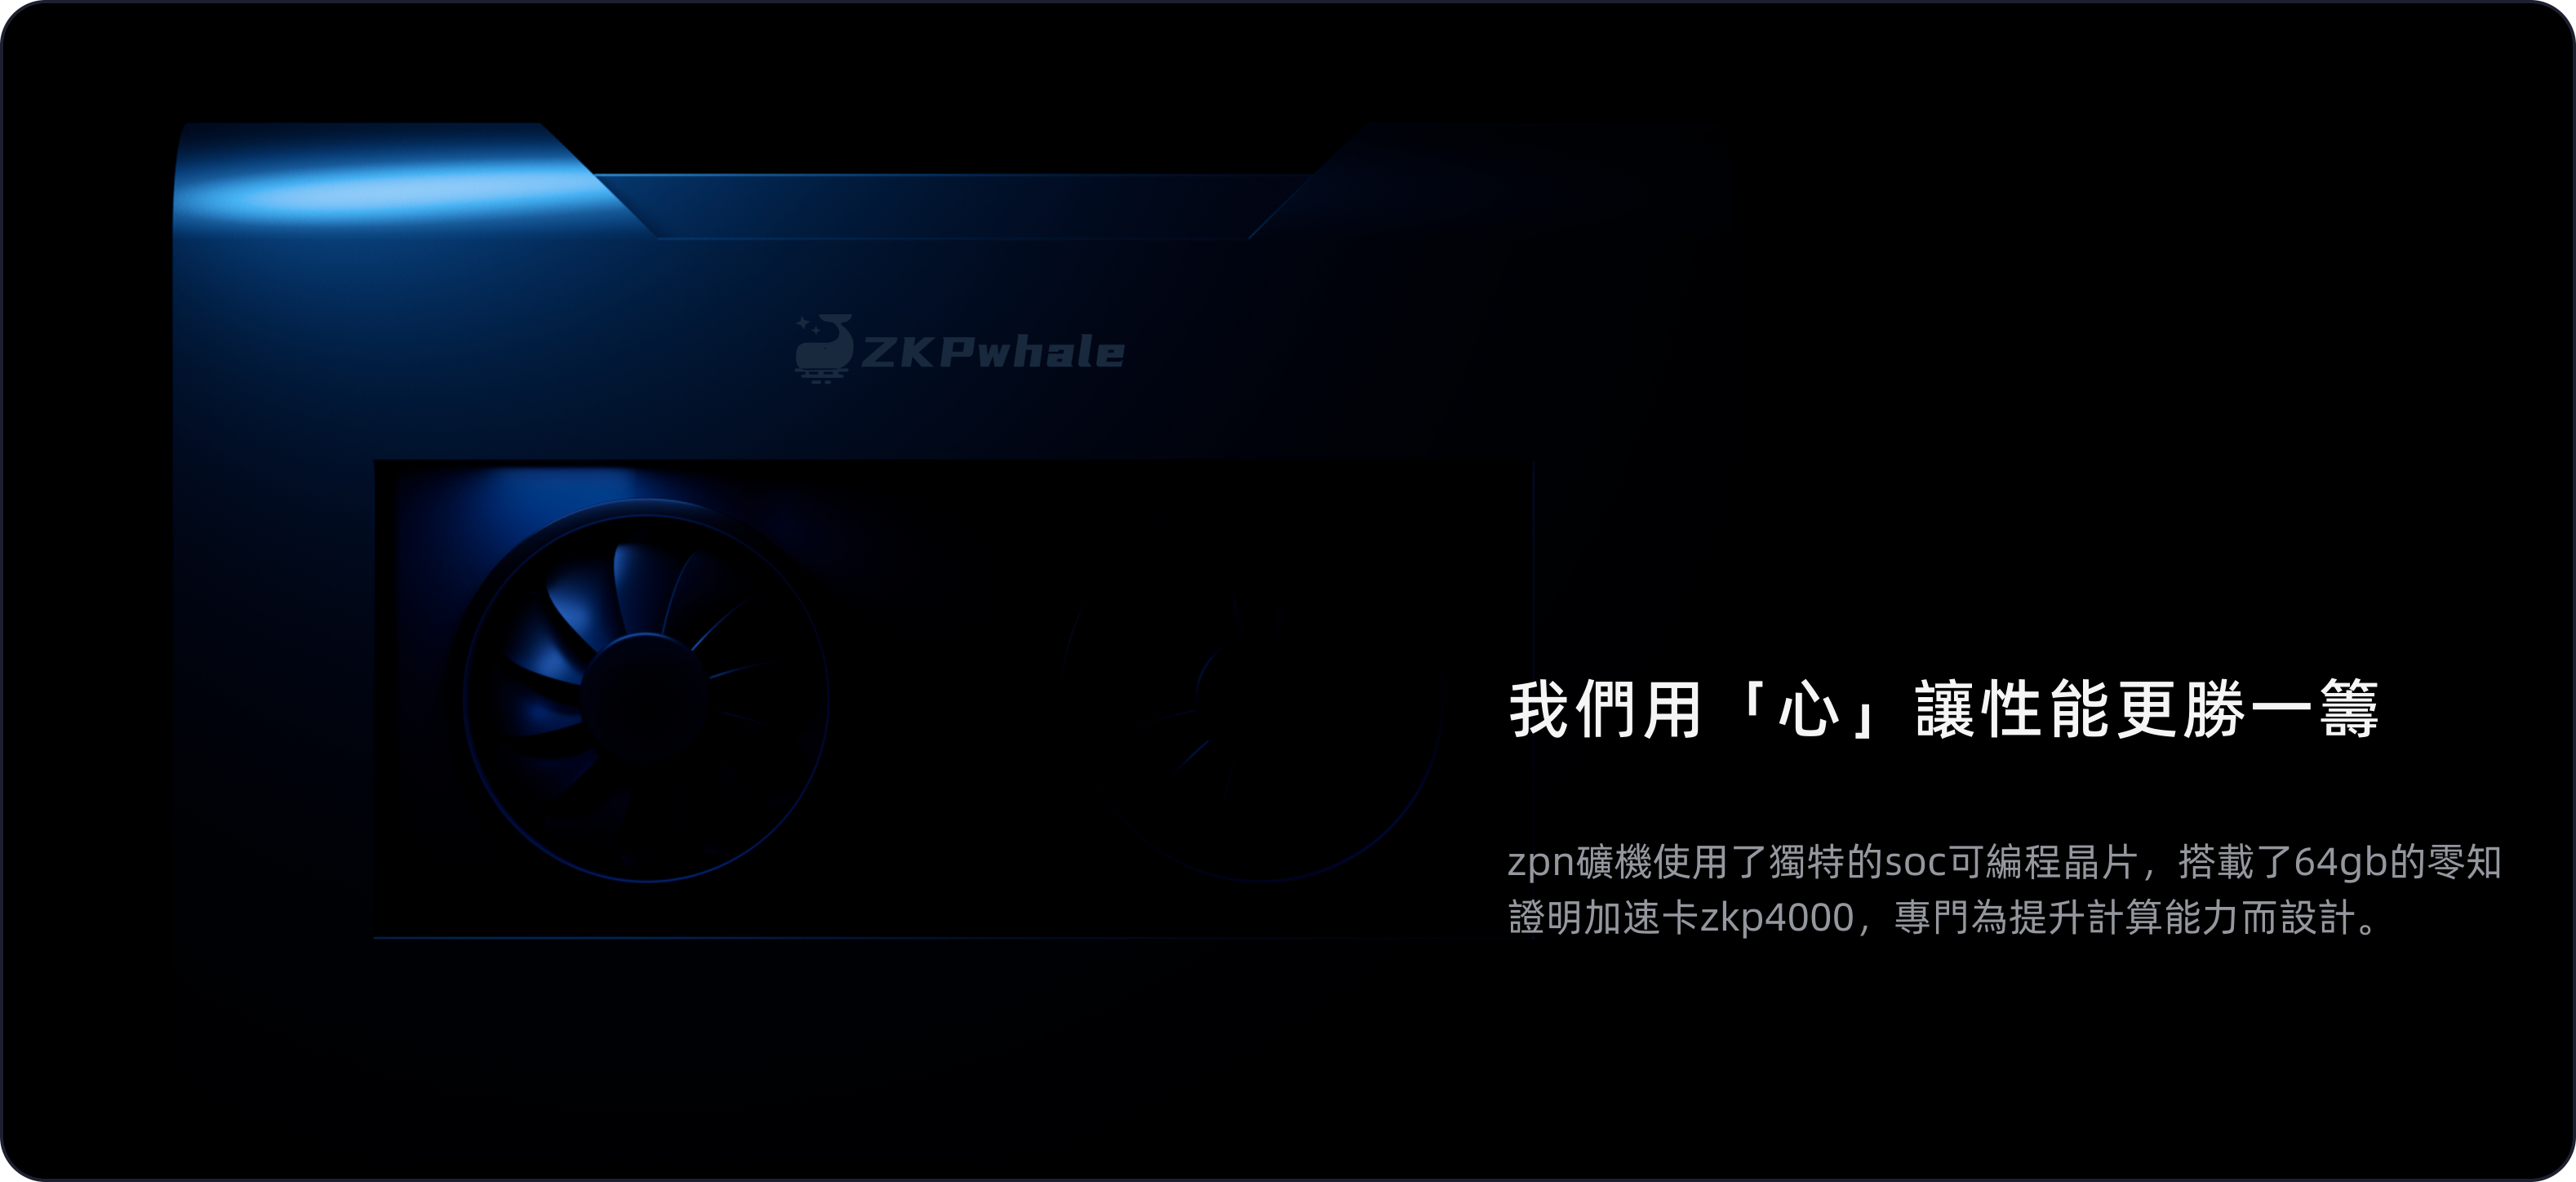 ZKPwhale
我們用「心」讓性能更勝一籌
zpn礦機使用了獨特的soc可編程晶片，搭載了64gb的零知
證明加速卡zkp4000，專門為提升計算能力而設計。